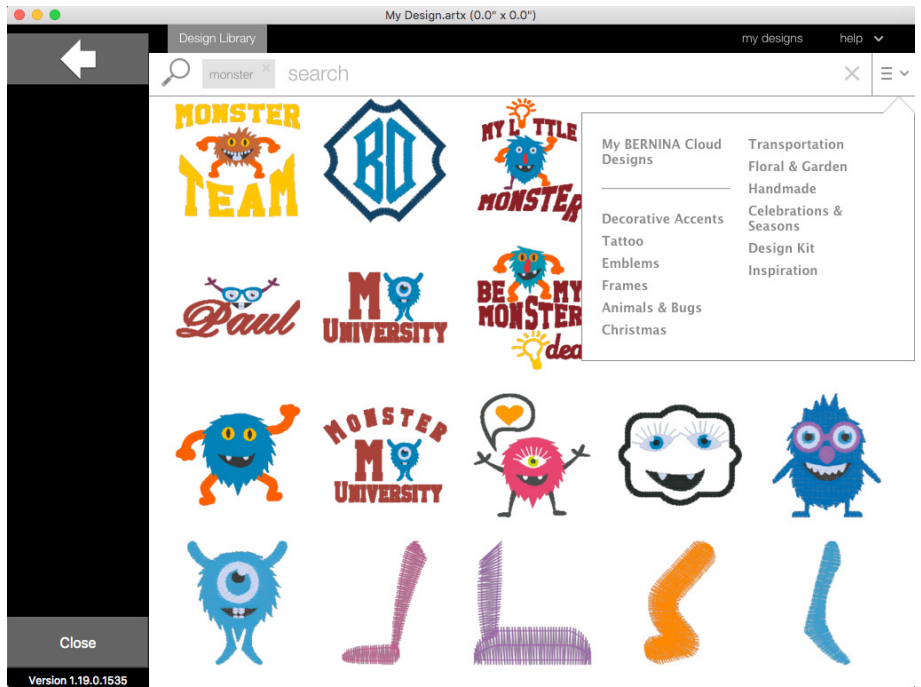 My Design.artx (0.0" x 0.0")
Design Library
my designs
help
monster
search
MONSTER
TEAM
BO
MY L TTLE
MONSTER
My BERNINA Cloud
Designs
Decorative Accents
Tattoo
Emblems
Frames
Animals & Bugs
Christmas
Transportation
Floral & Garden
Handmade
Celebrations &
Seasons
Design Kit
Inspiration
Paul
M
UNIVERSITY
BE MY
MONSTER
MONSTER
M
UNIVERSITY
Close
Version 1.19.0.1535